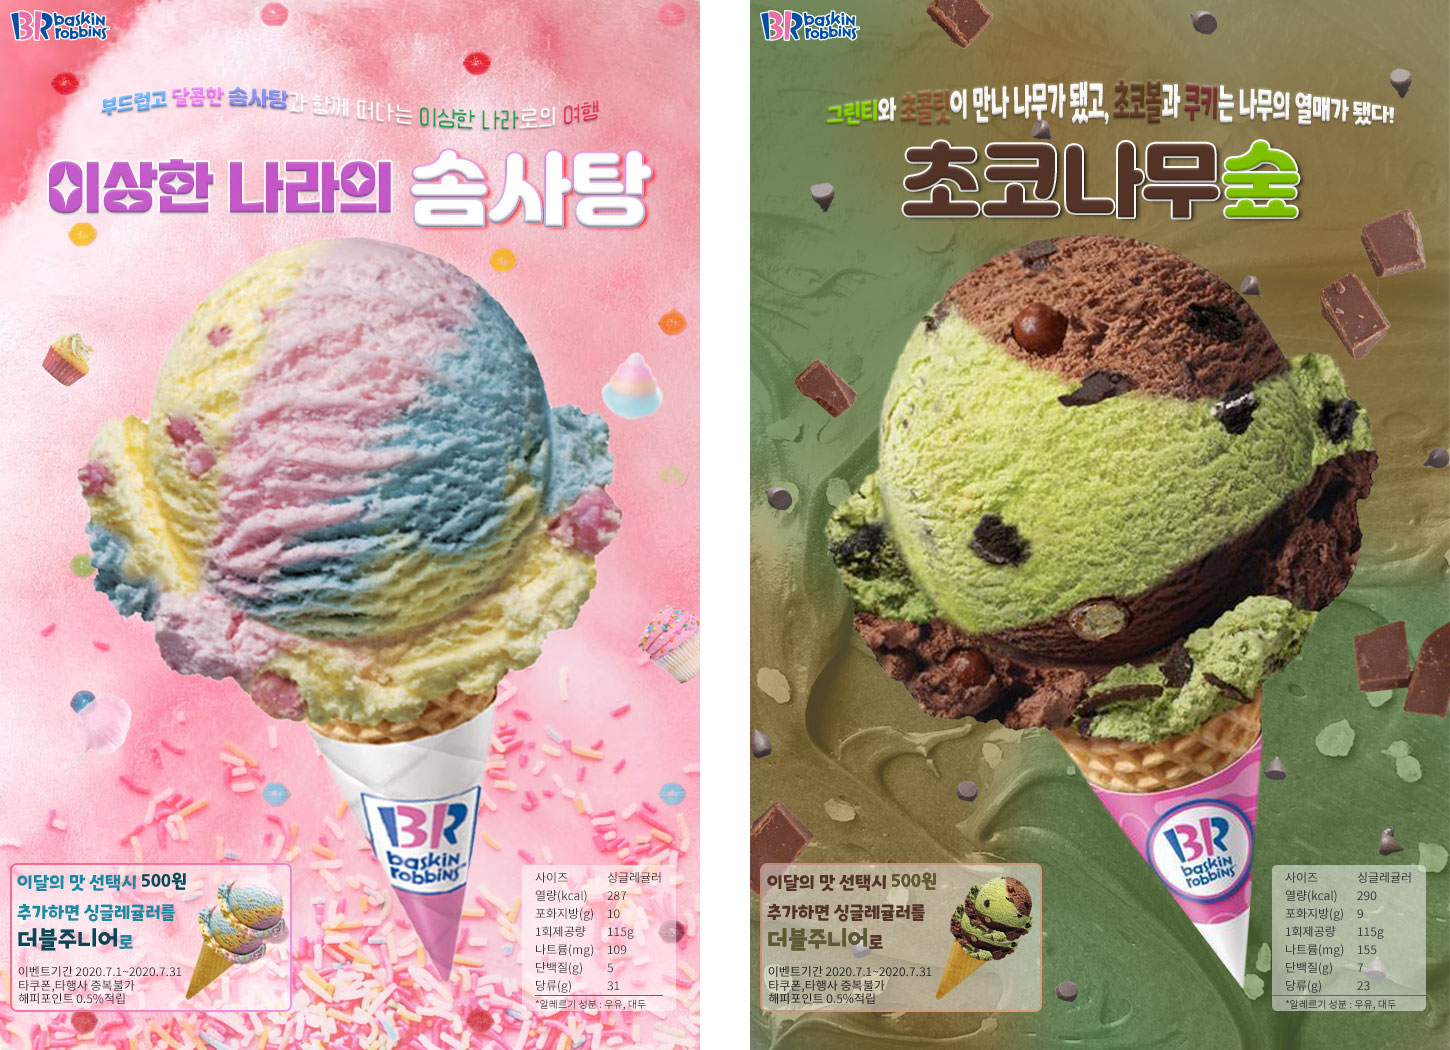 BR baskin robbins
부드럽고 달콤한 솜사탕과 함께 떠나는 이상한 나라로의 여행
이상한 나라의 솜사탕
BR
baskin
robbins
이달의 맛 선택시 500원
추가하면 싱글레귤러를
더블주니어로
이벤트기간 2020.7.1~2020.7.31
타쿠폰,타행사 중복불가
해피포인트 0.5%적립
사이즈 싱글레귤러
열량(kcal) 287
포화지방(g) 10
1회제공량 115g
나트륨(mg) 109
단백질(g) 5
당류(g) 31
*알레르기 성분 : 우유, 대두
BR baskin robbins
그린티와 초콜릿이 만나 나무가 됐고, 초코볼과 쿠키는 나무의 열매가 됐다!
초코나무숲
BR
baskin
robbins
이달의 맛 선택시 500원
추가하면 싱글레귤러를
더블주니어로
이벤트기간 2020.7.1~2020.7.31
타쿠폰,타행사 중복불가
해피포인트 0.5%적립
사이즈 싱글레귤러
열량(kcal) 290
포화지방(g) 9
1회제공량 115g
나트륨(mg) 155
단백질(g) 7
당류(g) 23
*알레르기 성분 : 우유, 대두